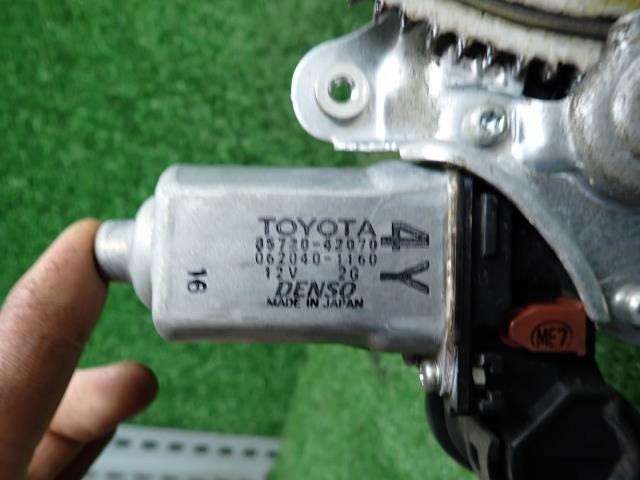 TOYOTA
85720-42070
062040-1160
12V 2G
DENSO
MADE IN JAPAN
4Y
16
(ME7)